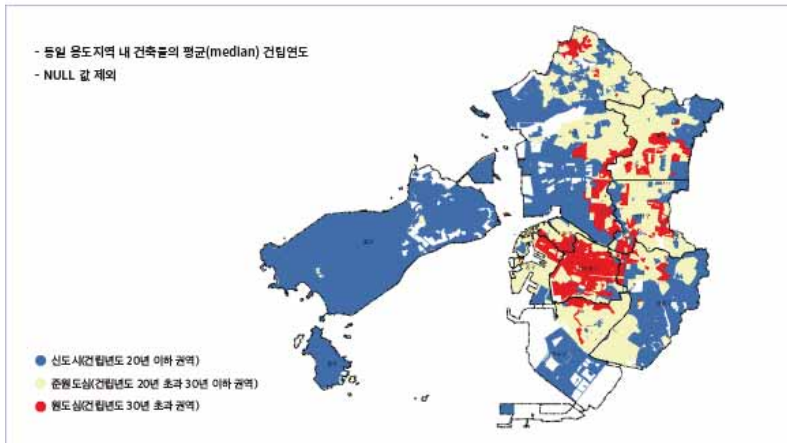 - 동일 용도지역 내 건축물의 평균(median) 건립연도
- NULL 값 제외
신도시(건립년도 20년 이하 권역)
준원도심(건립년도 20년 초과 30년 이하 권역)
원도심(건립년도 30년 초과 권역)